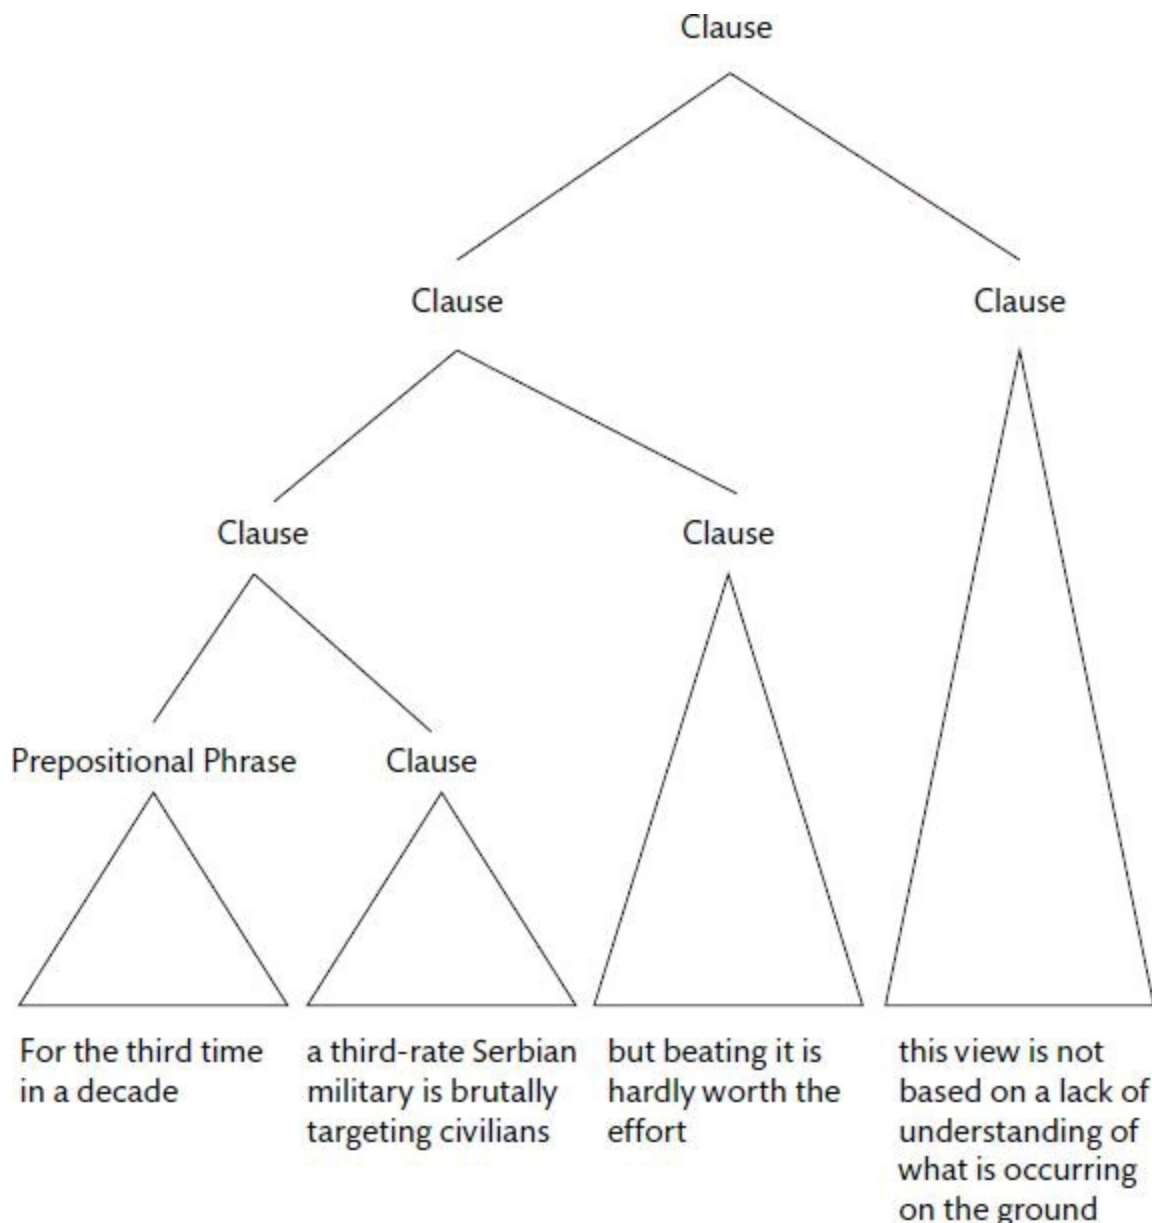 Clause
Clause
Clause
Clause
Clause
Prepositional Phrase
Clause
For the third time
in a decade
a third-rate Serbian
military is brutally
targeting civilians
but beating it is
hardly worth the
effort
this view is not
based on a lack of
understanding of
what is occurring
on the ground